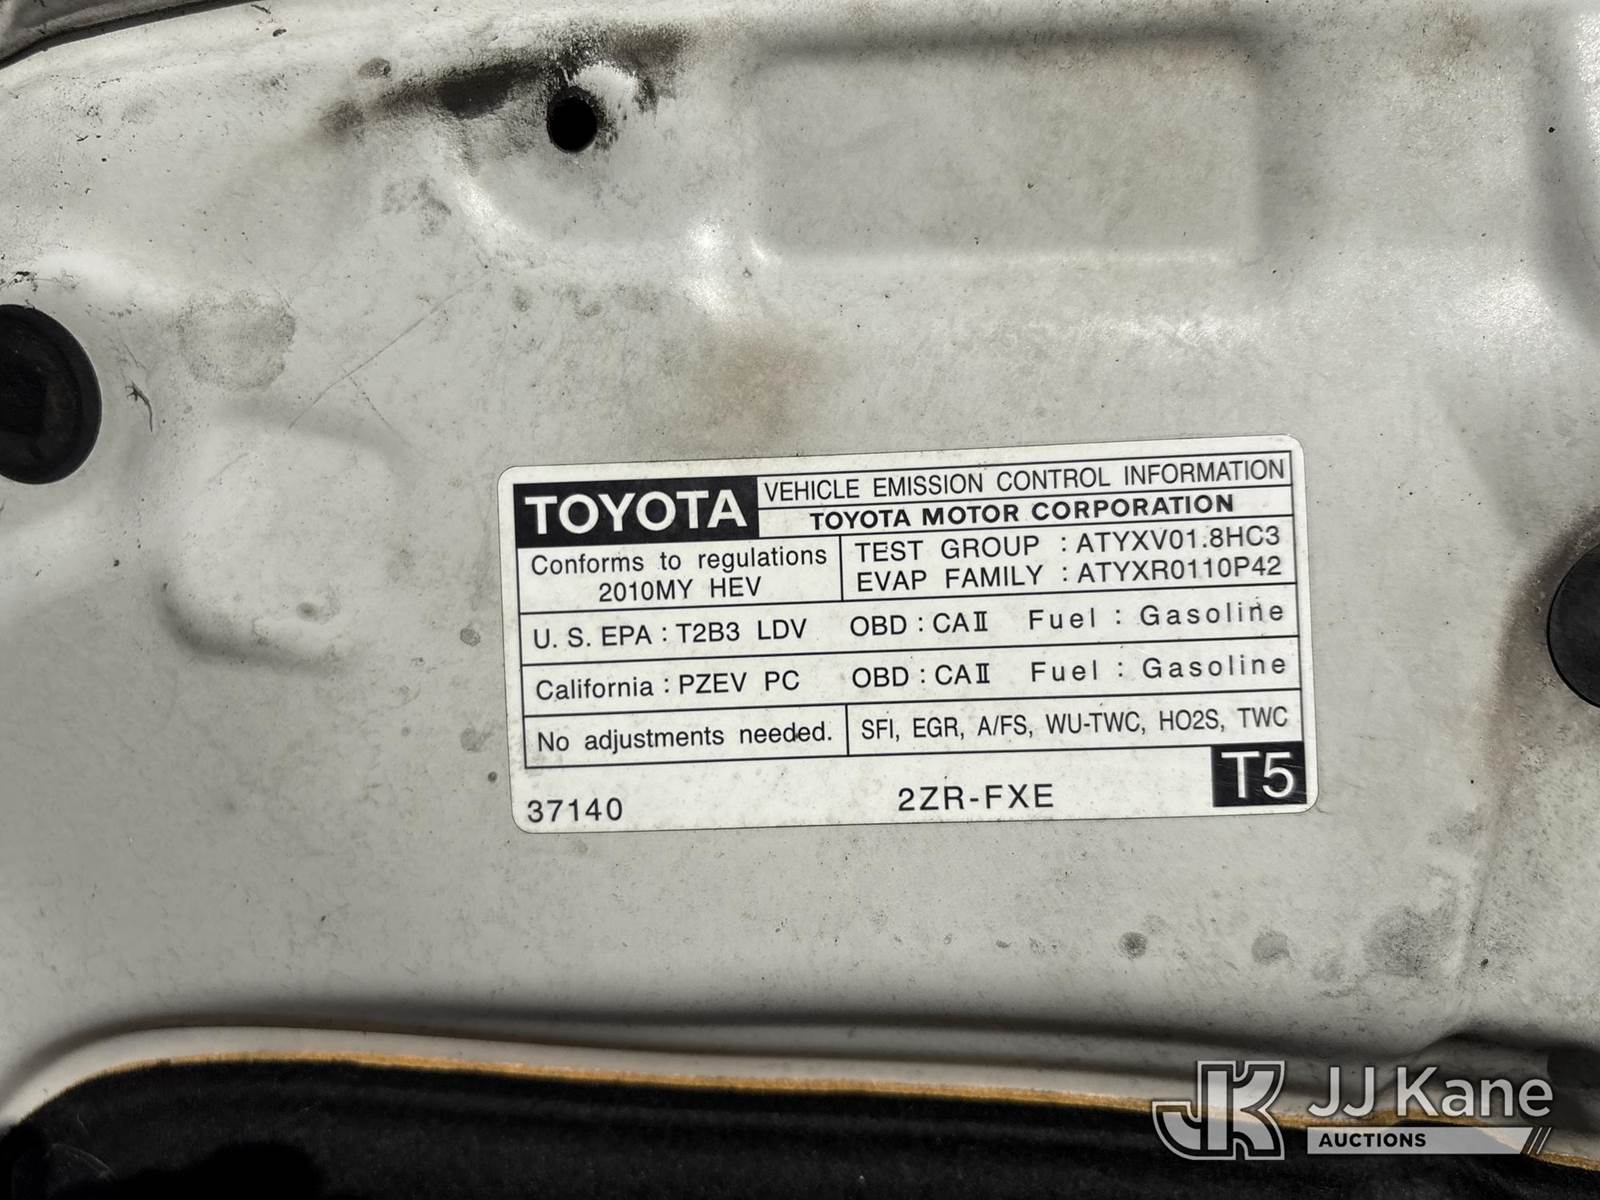 TOYOTA
VEHICLE EMISSION CONTROL INFORMATION
TOYOTA MOTOR CORPORATION
Conforms to regulations
2010MY HEV
TEST GROUP : ATYXV01.8HC3
EVAP FAMILY : ATYXR0110P42
U. S. EPA : T2B3 LDV OBD : CAⅡ Fuel : Gasoline
California : PZEV PC OBD : CAⅡ Fuel : Gasoline
No adjustments needed. SFI, EGR, A/FS, WU-TWC, HO2S, TWC
37140 2ZR-FXE T5
JK JJ Kane
AUCTIONS